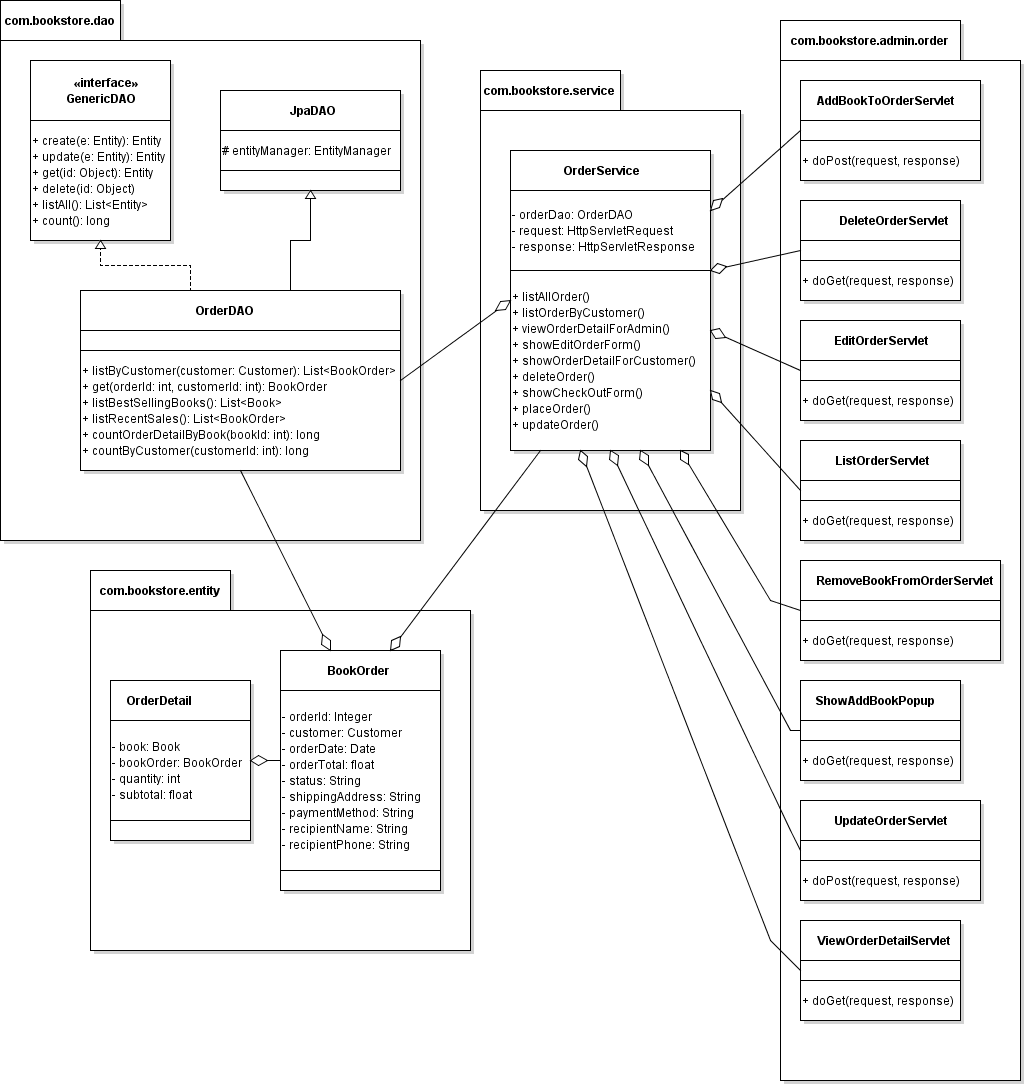 com.bookstore.dao
«interface»
GenericDAO
+ create(e: Entity): Entity
+ update(e: Entity): Entity
+ get(id: Object): Entity
+ delete(id: Object)
+ listAll(): List<Entity>
+ count(): long
JpaDAO
# entityManager: EntityManager
OrderDAO
+ listByCustomer(customer: Customer): List<BookOrder>
+ get(orderId: int, customerId: int): BookOrder
+ listBestSellingBooks(): List<Book>
+ listRecentSales(): List<BookOrder>
+ countOrderDetailByBook(bookId: int): long
+ countByCustomer(customerId: int): long
com.bookstore.service
OrderService
- orderDao: OrderDAO
- request: HttpServletRequest
- response: HttpServletResponse
+ listAllOrder()
+ listOrderByCustomer()
+ viewOrderDetailForAdmin()
+ showEditOrderForm()
+ showOrderDetailForCustomer()
+ deleteOrder()
+ showCheckOutForm()
+ placeOrder()
+ updateOrder()
com.bookstore.entity
OrderDetail
- book: Book
- bookOrder: BookOrder
- quantity: int
- subtotal: float
BookOrder
- orderId: Integer
- customer: Customer
- orderDate: Date
- orderTotal: float
- status: String
- shippingAddress: String
- paymentMethod: String
- recipientName: String
- recipientPhone: String
com.bookstore.admin.order
AddBookToOrderServlet
+ doPost(request, response)
DeleteOrderServlet
+ doGet(request, response)
EditOrderServlet
+ doGet(request, response)
ListOrderServlet
+ doGet(request, response)
RemoveBookFromOrderServlet
+ doGet(request, response)
ShowAddBookPopup
+ doGet(request, response)
UpdateOrderServlet
+ doPost(request, response)
ViewOrderDetailServlet
+ doGet(request, response)